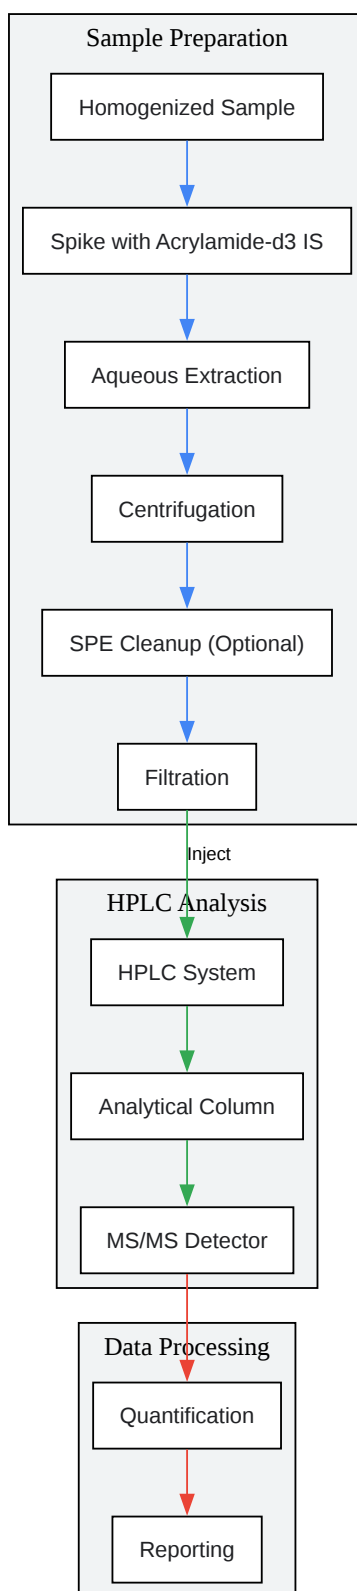 Sample Preparation
Homogenized Sample
Spike with Acrylamide-d3 IS
Aqueous Extraction
Centrifugation
SPE Cleanup (Optional)
Filtration
Inject
HPLC Analysis
HPLC System
Analytical Column
MS/MS Detector
Data Processing
Quantification
Reporting